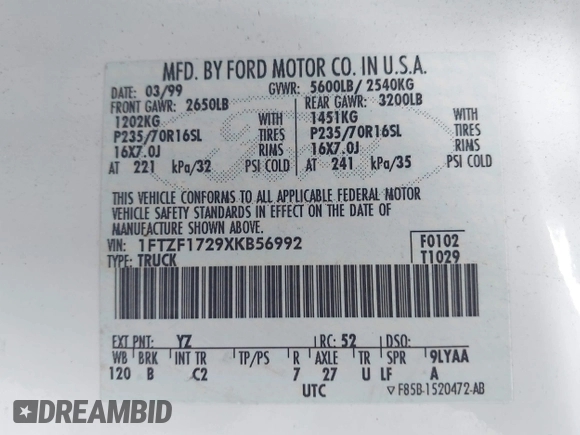 MFD. BY FORD MOTOR CO. IN U.S.A.
DATE: 03/99 GVWR: 5600LB/ 2540KG
FRONT GAWR: 2650LB REAR GAWR: 3200LB
1202KG WITH 1451KG WITH
P235/70R16SL TIRES P235/70R16SL TIRES
16X7.0J RIMS 16X7.0J RIMS
AT 221 kPa/32 PSI COLD AT 241 kPa/35 PSI COLD
THIS VEHICLE CONFORMS TO ALL APPLICABLE FEDERAL MOTOR
VEHICLE SAFETY STANDARDS IN EFFECT ON THE DATE OF
MANUFACTURE SHOWN ABOVE.
VIN: 1FTZF1729XKB56992 F0102
TYPE: TRUCK T1029
EXT PNT: YZ RC: 52 DSO:
WB BRK INT TR TP/PS R AXLE TR SPR 9LYAA
120 B C2 7 27 U LF A
UTC ▽F85B-1520472-AB
DREAMBID